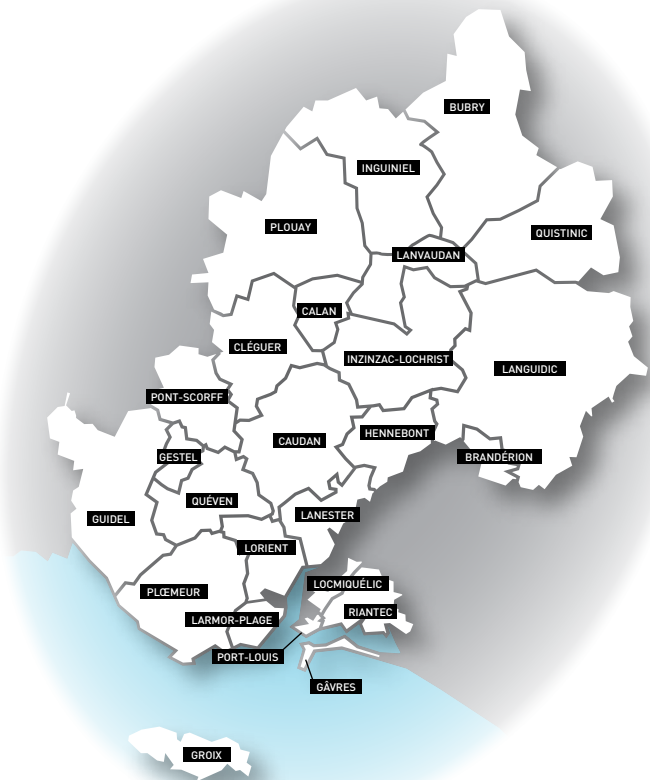 BUBRY
INGUINIEL
PLOUAY
QUISTINIC
LANVAUDAN
CALAN
CLÉGUER
INZINZAC-LOCHRIST
LANGUIDIC
PONT-SCORFF
HENNEBONT
CAUDAN
GESTEL
BRANDÉRION
QUÉVEN
LANESTER
GUIDEL
LORIENT
LOCMIQUÉLIC
PLŒMEUR
RIANTEC
LARMOR-PLAGE
PORT-LOUIS
GÂVRES
GROIX